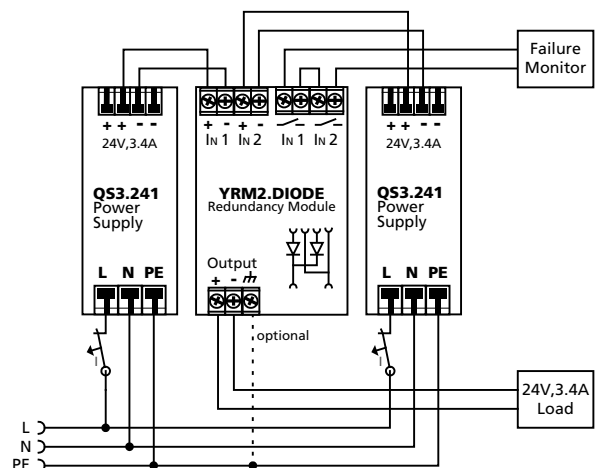 Failure
Monitor
+ + - -
24V,3.4A
QS3.241
Power
Supply
L N PE
+ - + -
IN 1 IN 2 IN 1 IN 2
YRM2.DIODE
Redundancy Module
Output
+ -
optional
+ + - -
24V,3.4A
QS3.241
Power
Supply
L N PE
I
I
24V,3.4A
Load
L
N
PE